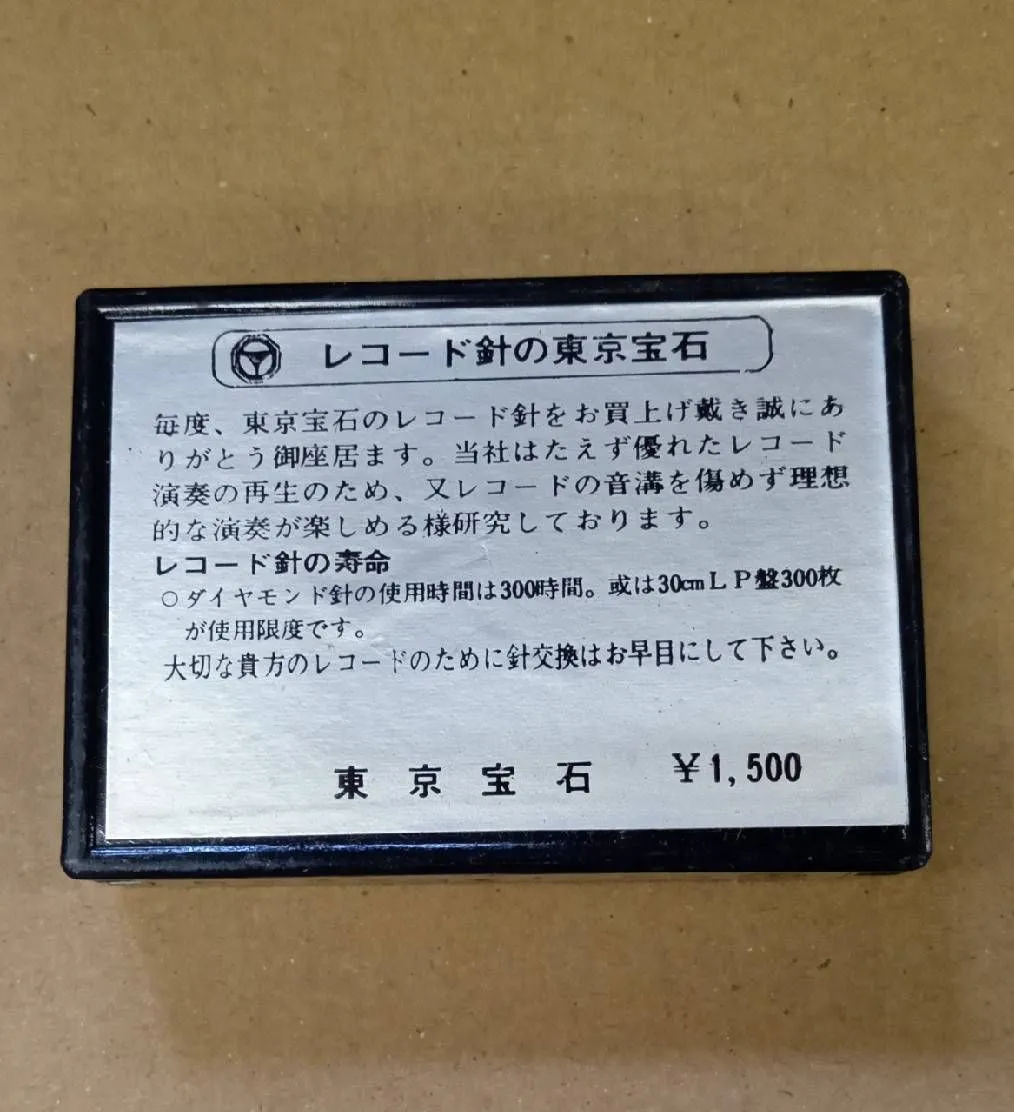 レコード針の東京宝石
毎度、東京宝石のレコード針をお買上げ戴き誠にあ
りがとう御座居ます。当社はたえず優れたレコード
演奏の再生のため、又レコードの音溝を傷めず理想
的な演奏が楽しめる様研究しております。
レコード針の寿命
○ダイヤモンド針の使用時間は300時間。或は30cmLP盤300枚
が使用限度です。
大切な貴方のレコードのために針交換はお早目にして下さい。
東京宝石 ¥1,500